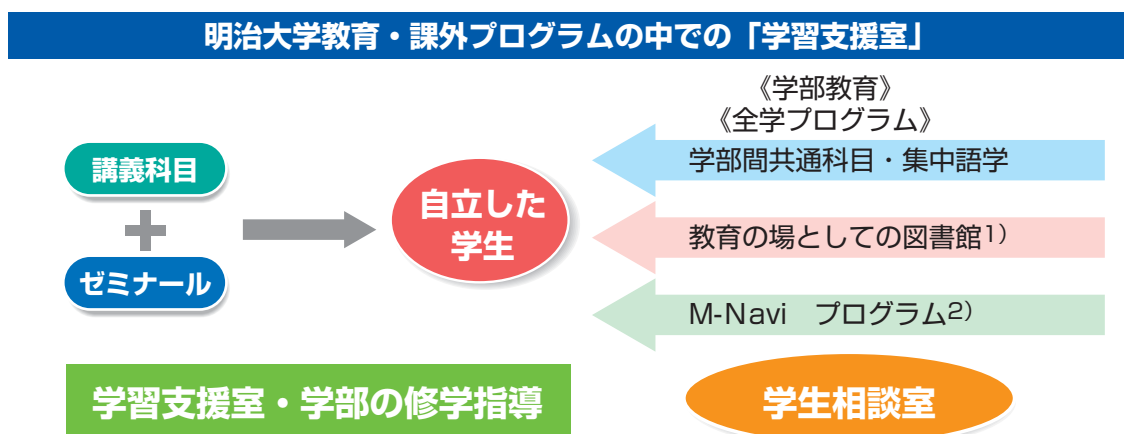 明治大学教育・課外プログラムの中での「学習支援室」
講義科目
ゼミナール
自立した
学生
《学部教育》
《全学プログラム》
学部間共通科目・集中語学
教育の場としての図書館1)
M-Navi　プログラム2)
学習支援室・学部の修学指導
学生相談室